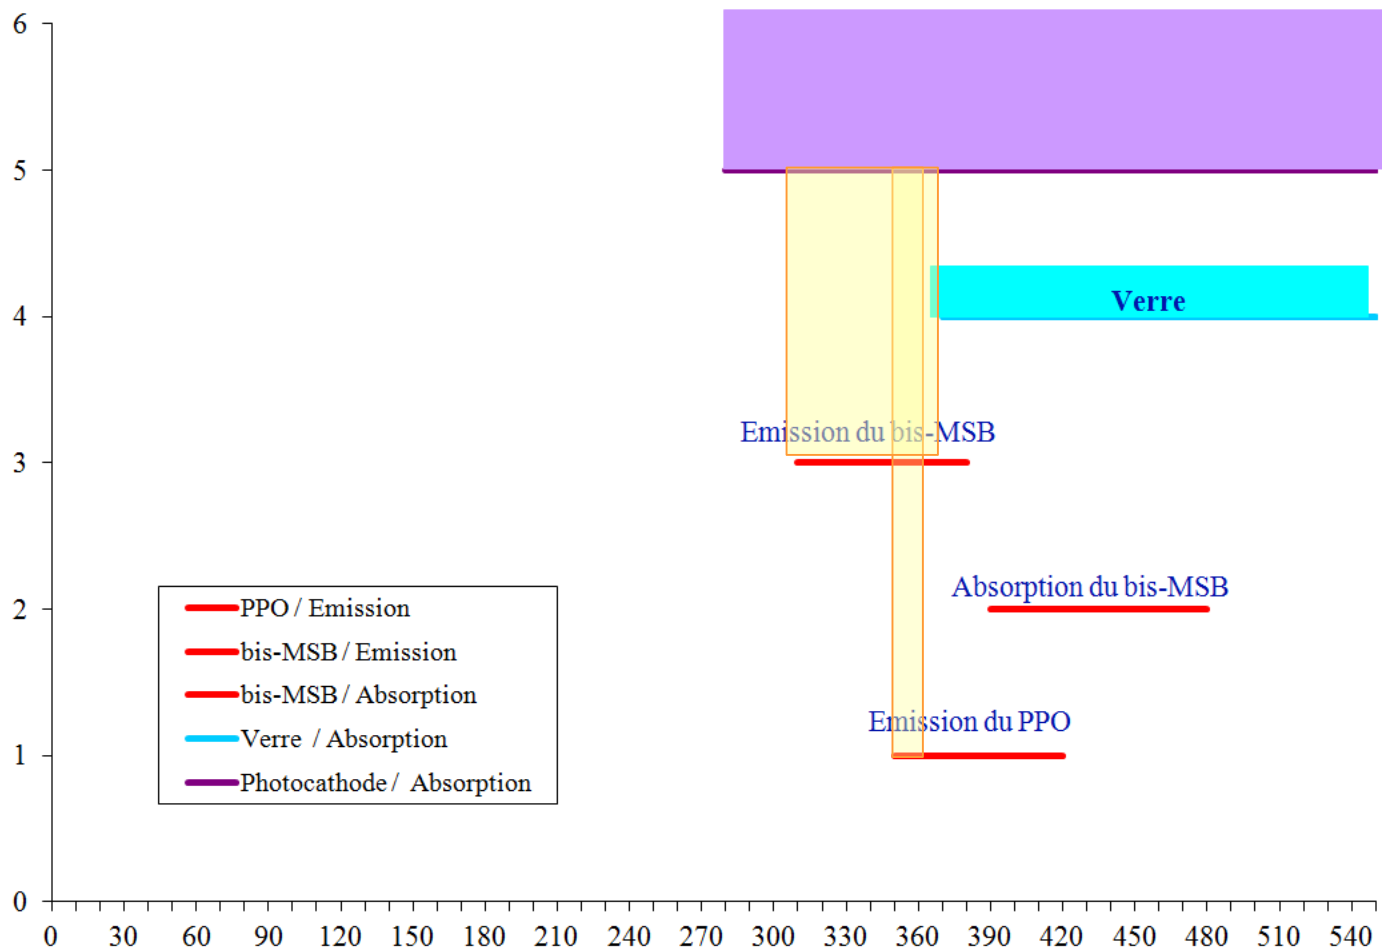 6
5
Verre
4
Emission du bis-MSB
3
Absorption du bis-MSB
2
PPO / Emission
bis-MSB / Emission
bis-MSB / Absorption
Verre / Absorption
Photocathode / Absorption
Emission du PPO
1
0
0 30 60 90 120 150 180 210 240 270 300 330 360 390 420 450 480 510 540